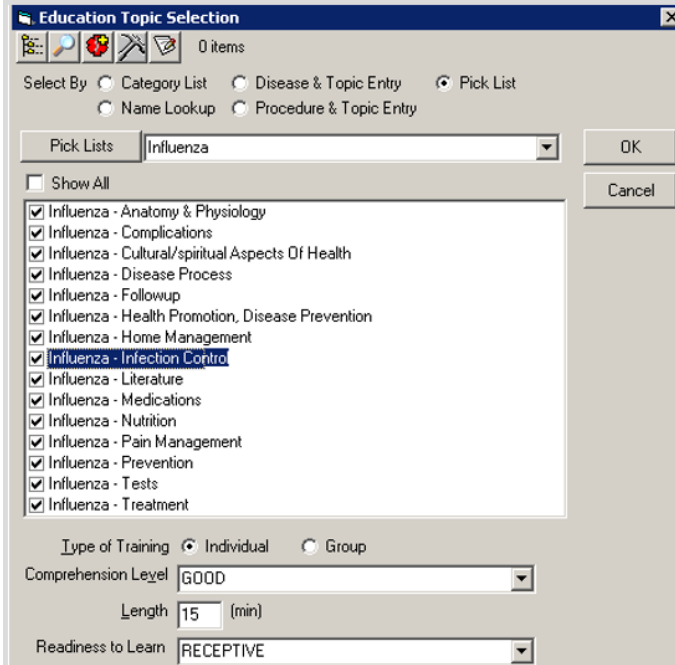 Education Topic Selection
0 items
Select By Category List Disease & Topic Entry Pick List
Name Lookup Procedure & Topic Entry
Pick Lists Influenza OK
Show All Cancel
Influenza - Anatomy & Physiology
Influenza - Complications
Influenza - Cultural/spiritual Aspects Of Health
Influenza - Disease Process
Influenza - Followup
Influenza - Health Promotion, Disease Prevention
Influenza - Home Management
Influenza - Infection Control
Influenza - Literature
Influenza - Medications
Influenza - Nutrition
Influenza - Pain Management
Influenza - Prevention
Influenza - Tests
Influenza - Treatment
Type of Training Individual Group
Comprehension Level GOOD
Length 15 (min)
Readiness to Learn RECEPTIVE